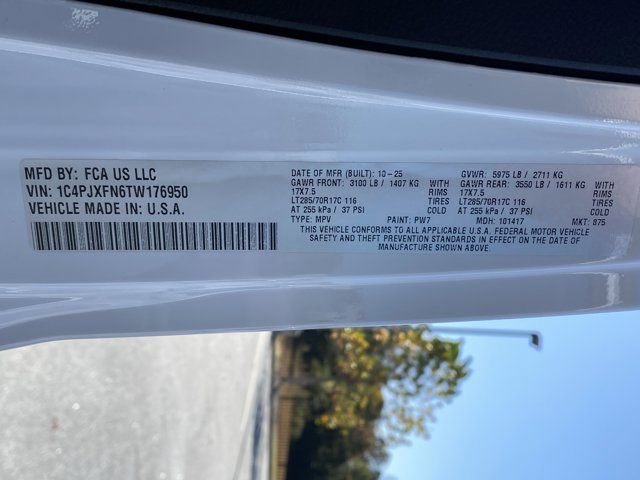 MFD BY: FCA US LLC
VIN: 1C4PJXFN6TW176950
VEHICLE MADE IN: U.S.A.
DATE OF MFR (BUILT): 10-25 GVWR: 5975 LB / 2711 KG
GAWR FRONT: 3100 LB / 1407 KG WITH GAWR REAR: 3550 LB / 1611 KG WITH
17X7.5 RIMS 17X7.5 RIMS
LT285/70R17C 116 TIRES LT285/70R17C 116 TIRES
AT 255 kPa / 37 PSI COLD AT 255 kPa / 37 PSI COLD
TYPE: MPV PAINT: PW7 MDH: 101417 MKT: 875
THIS VEHICLE CONFORMS TO ALL APPLICABLE U.S.A. FEDERAL MOTOR VEHICLE
SAFETY AND THEFT PREVENTION STANDARDS IN EFFECT ON THE DATE OF
MANUFACTURE SHOWN ABOVE.